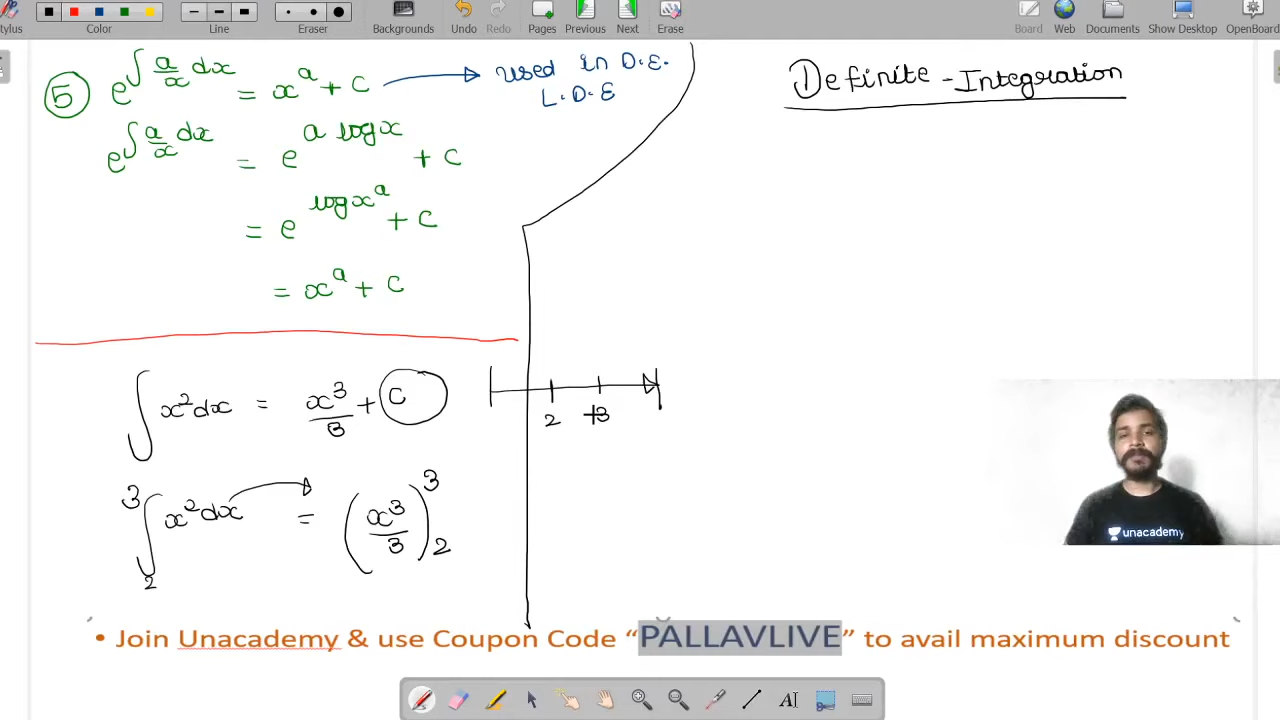 Stylus Color Line Eraser Backgrounds Undo Redo Pages Previous Next Erase Board Web Documents Show Desktop OpenBoard
⑤ e^{∫ a/x dx} = x^a + C → used in D.E.
L.D.E
e^{∫ a/x dx} = e^{a log x} + C
= e^{log x^a} + C
= x^a + C
∫ x² dx = x³/3 + C
2 +3
∫₂³ x² dx = (x³/3)₂³
Definite - Integration
unacademy
• Join Unacademy & use Coupon Code “PALLAVLIVE” to avail maximum discount